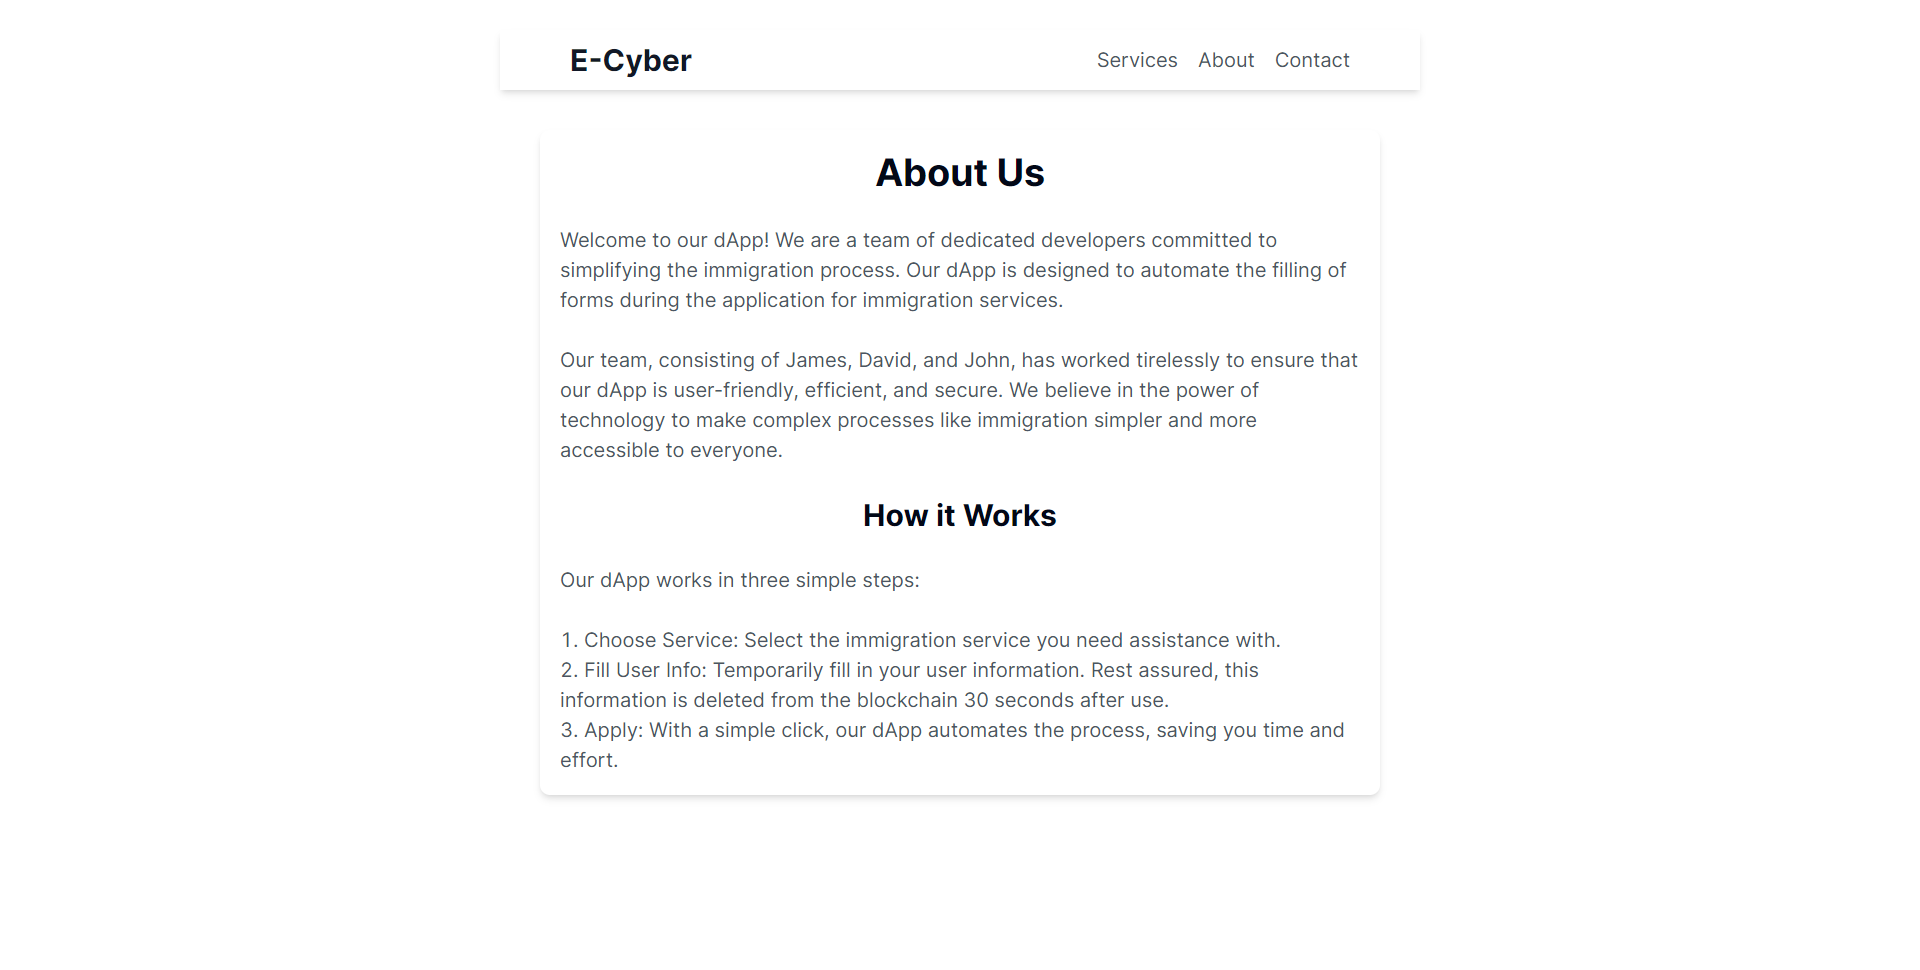 E-Cyber
Services About Contact
About Us
Welcome to our dApp! We are a team of dedicated developers committed to
simplifying the immigration process. Our dApp is designed to automate the filling of
forms during the application for immigration services.
Our team, consisting of James, David, and John, has worked tirelessly to ensure that
our dApp is user-friendly, efficient, and secure. We believe in the power of
technology to make complex processes like immigration simpler and more
accessible to everyone.
How it Works
Our dApp works in three simple steps:
1. Choose Service: Select the immigration service you need assistance with.
2. Fill User Info: Temporarily fill in your user information. Rest assured, this
information is deleted from the blockchain 30 seconds after use.
3. Apply: With a simple click, our dApp automates the process, saving you time and
effort.